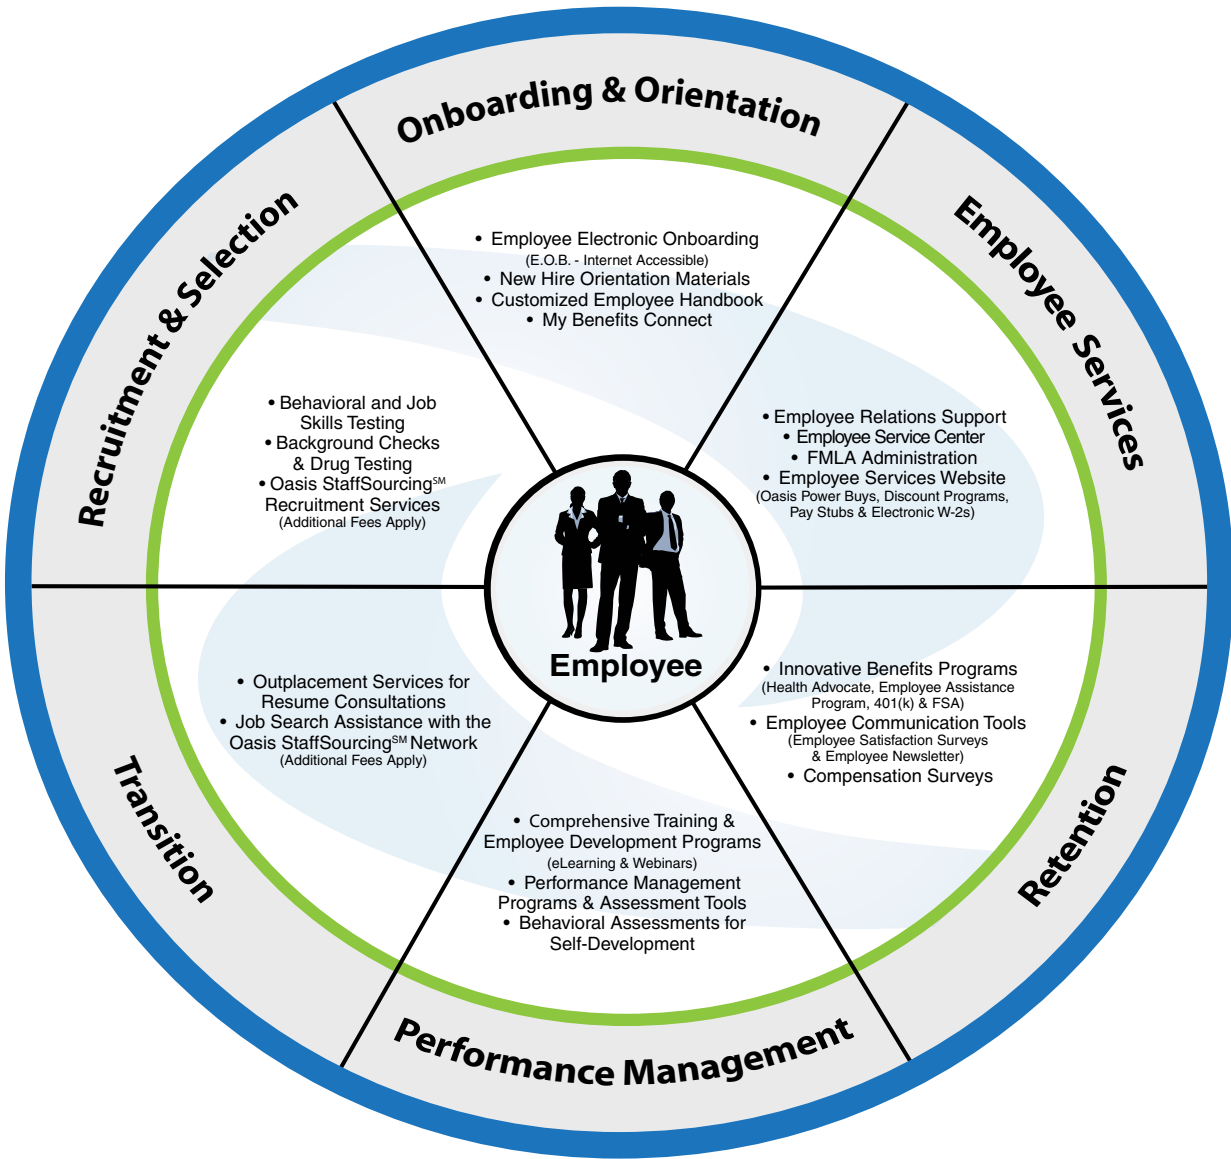 Onboarding & Orientation
• Employee Electronic Onboarding
(E.O.B. - Internet Accessible)
• New Hire Orientation Materials
• Customized Employee Handbook
• My Benefits Connect
Employee Services
• Employee Relations Support
• Employee Service Center
• FMLA Administration
• Employee Services Website
(Oasis Power Buys, Discount Programs,
Pay Stubs & Electronic W-2s)
Retention
• Innovative Benefits Programs
(Health Advocate, Employee Assistance
Program, 401(k) & FSA)
• Employee Communication Tools
(Employee Satisfaction Surveys
& Employee Newsletter)
• Compensation Surveys
Performance Management
• Comprehensive Training &
Employee Development Programs
(eLearning & Webinars)
• Performance Management
Programs & Assessment Tools
• Behavioral Assessments for
Self-Development
Transition
• Outplacement Services for
Resume Consultations
• Job Search Assistance with the
Oasis StaffSourcing℠ Network
(Additional Fees Apply)
Recruitment & Selection
• Behavioral and Job
Skills Testing
• Background Checks
& Drug Testing
• Oasis StaffSourcing℠
Recruitment Services
(Additional Fees Apply)
Employee